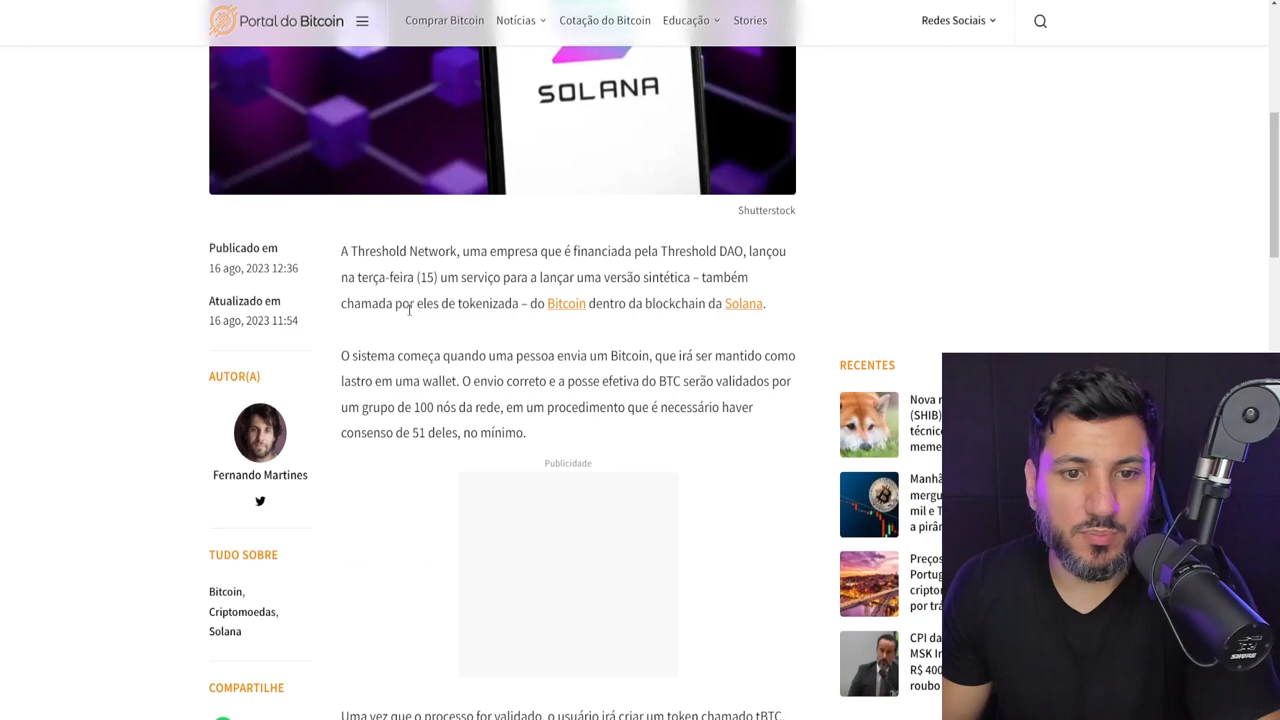 Portal do Bitcoin
Comprar Bitcoin
Notícias
Cotação do Bitcoin
Educação
Stories
Redes Sociais
SOLANA
Shutterstock
Publicado em
16 ago, 2023 12:36
Atualizado em
16 ago, 2023 11:54
AUTOR(A)
Fernando Martines
TUDO SOBRE
Bitcoin,
Criptomoedas,
Solana
COMPARTILHE
A Threshold Network, uma empresa que é financiada pela Threshold DAO, lançou
na terça-feira (15) um serviço para a lançar uma versão sintética – também
chamada por eles de tokenizada – do Bitcoin dentro da blockchain da Solana.
O sistema começa quando uma pessoa envia um Bitcoin, que irá ser mantido como
lastro em uma wallet. O envio correto e a posse efetiva do BTC serão validados por
um grupo de 100 nós da rede, em um procedimento que é necessário haver
consenso de 51 deles, no mínimo.
Publicidade
Uma vez que o processo for validado, o usuário irá criar um token chamado tBTC,
RECENTES
Nova
(SHIB)
técnic
meme
Manhã
mergu
mil e
a pirâ
Preços
Portug
cripto
por tra
CPI da
MSK In
R$ 400
roubo
SHURE